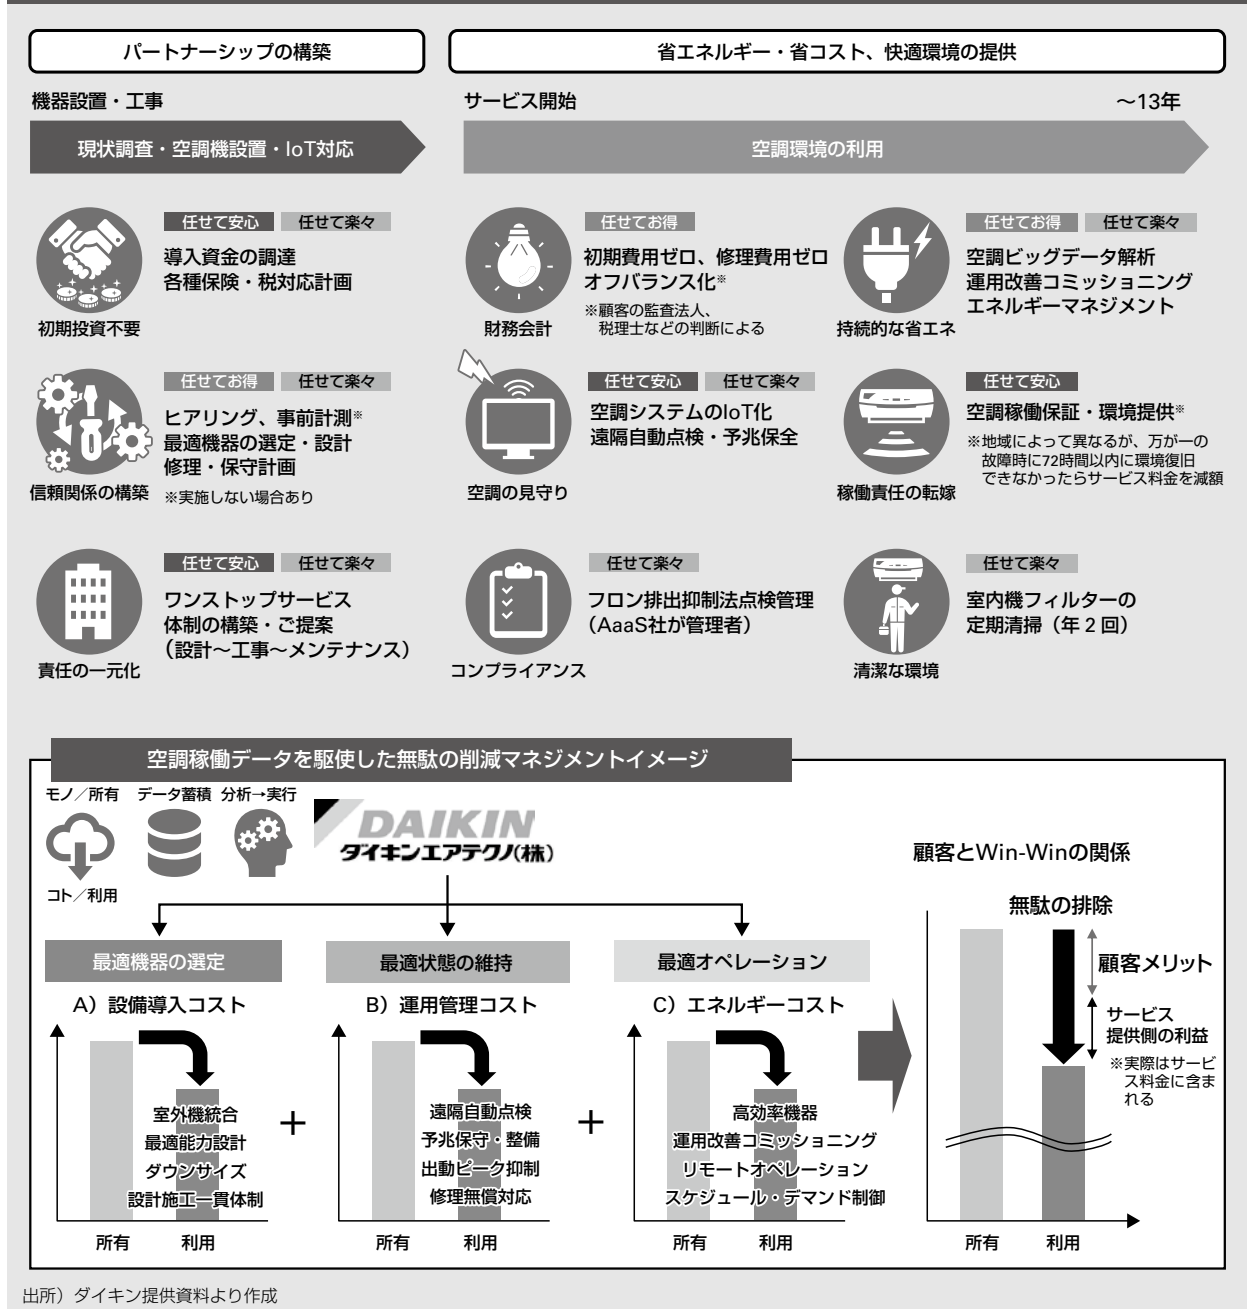 パートナーシップの構築
省エネルギー・省コスト、快適環境の提供
機器設置・工事
サービス開始
～13年
現状調査・空調機設置・IoT対応
空調環境の利用
任せて安心
任せて楽々
導入資金の調達
各種保険・税対応計画
初期投資不要
任せてお得
初期費用ゼロ、修理費用ゼロ
オフバランス化※
※顧客の監査法人、
税理士などの判断による
財務会計
任せてお得
任せて楽々
空調ビッグデータ解析
運用改善コミッショニング
エネルギーマネジメント
持続的な省エネ
任せてお得
任せて楽々
ヒアリング、事前計測※
最適機器の選定・設計
修理・保守計画
※実施しない場合あり
信頼関係の構築
任せて安心
任せて楽々
空調システムのIoT化
遠隔自動点検・予兆保全
空調の見守り
任せて安心
空調稼働保証・環境提供※
※地域によって異なるが、万が一の
故障時に72時間以内に環境復旧
できなかったらサービス料金を減額
稼働責任の転嫁
任せて安心
任せて楽々
ワンストップサービス
体制の構築・ご提案
（設計～工事～メンテナンス）
責任の一元化
任せて楽々
フロン排出抑制法点検管理
（AaaS社が管理者）
コンプライアンス
任せて楽々
室内機フィルターの
定期清掃（年２回）
清潔な環境
空調稼働データを駆使した無駄の削減マネジメントイメージ
モノ／所有
データ蓄積
分析→実行
コト／利用
DAIKIN
ダイキンエアテクノ(株)
最適機器の選定
最適状態の維持
最適オペレーション
A）設備導入コスト
B）運用管理コスト
C）エネルギーコスト
室外機統合
最適能力設計
ダウンサイズ
設計施工一貫体制
所有
利用
＋
遠隔自動点検
予兆保守・整備
出動ピーク抑制
修理無償対応
所有
利用
＋
高効率機器
運用改善コミッショニング
リモートオペレーション
スケジュール・デマンド制御
所有
利用
顧客とWin-Winの関係
無駄の排除
顧客メリット
サービス
提供側の利益
※実際はサービ
ス料金に含ま
れる
所有
利用
出所）ダイキン提供資料より作成